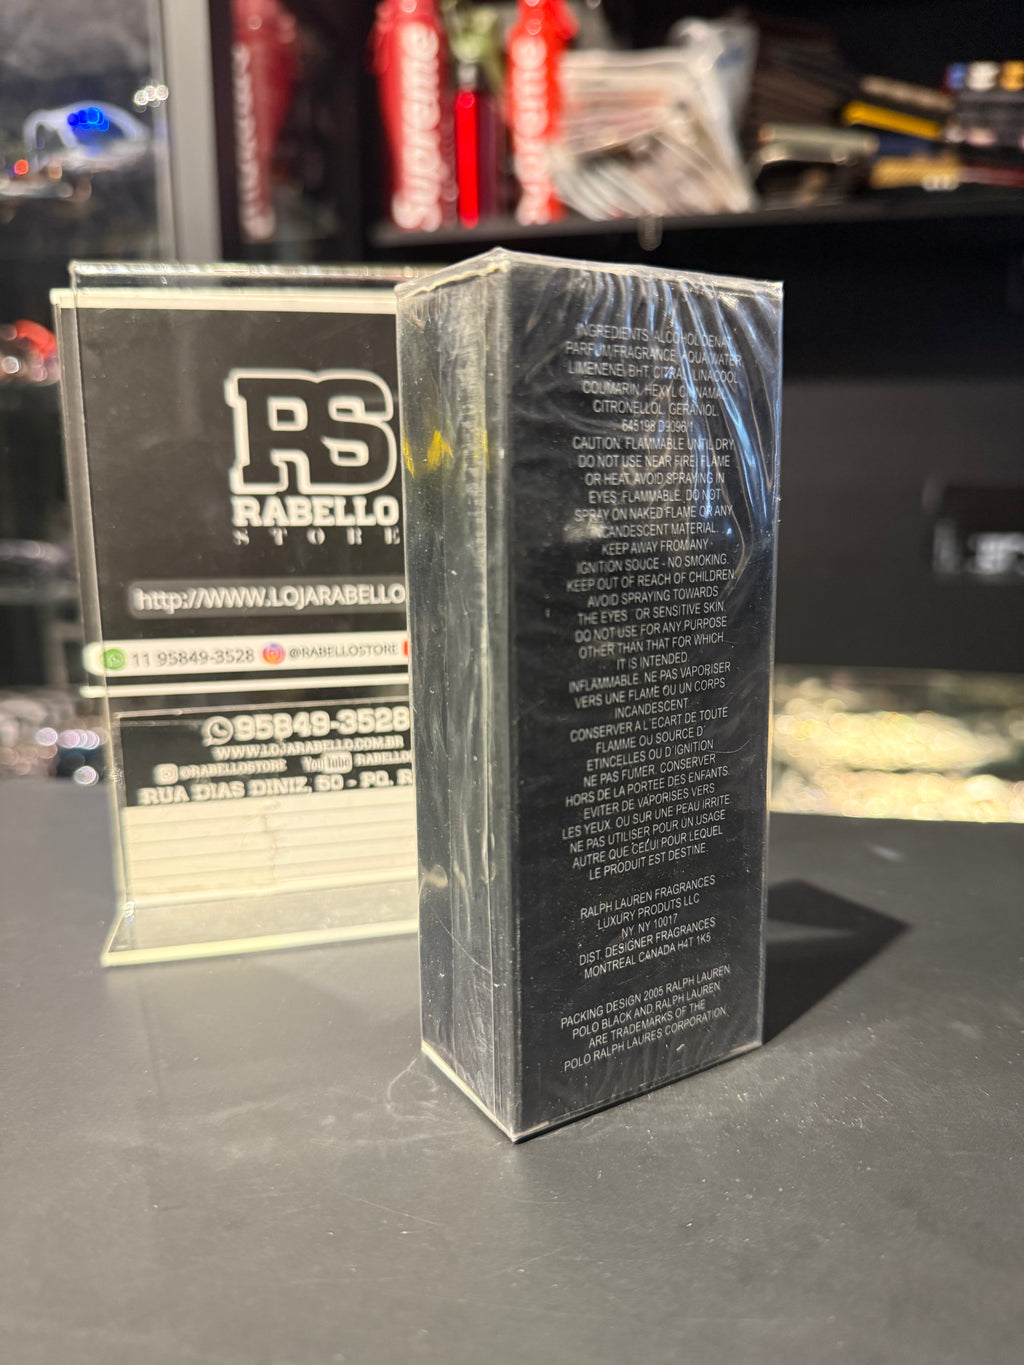 Supreme
Supreme
RS
RABELLO
STORE
http://WWW.LOJARABELLO
11 95849-3528 @RABELLOSTORE
95849-3528
WWW.LOJARABELLO.COM.BR
@RABELLOSTORE YouTube RABELLO
RUA DIAS DINIZ, 50 - PQ. R
INGREDIENTS ALCOHOL DENAT.
PARFUM/FRAGRANCE, AQUA/WATER
LIMENENE, BHT, CITRAL, LINACOOL,
COUMARIN, HEXYL CINNAMAL
CITRONELLOL, GERANIOL.
645198 D9096/1
CAUTION: FLAMMABLE UNTIL DRY
DO NOT USE NEAR FIRE, FLAME
OR HEAT, AVOID SPRAYING IN
EYES. FLAMMABLE, DO NOT
SPRAY ON NAKED FLAME OR ANY
INCANDESCENT MATERIAL.
KEEP AWAY FROM ANY
IGNITION SOUCE - NO SMOKING.
KEEP OUT OF REACH OF CHILDREN.
AVOID SPRAYING TOWARDS
THE EYES OR SENSITIVE SKIN.
DO NOT USE FOR ANY PURPOSE
OTHER THAN THAT FOR WHICH
IT IS INTENDED.
INFLAMMABLE. NE PAS VAPORISER
VERS UNE FLAME OU UN CORPS
INCANDESCENT.
CONSERVER A L'ECART DE TOUTE
FLAMME OU SOURCE D'
ETINCELLES OU D'IGNITION
NE PAS FUMER. CONSERVER
HORS DE LA PORTEE DES ENFANTS.
EVITER DE VAPORISES VERS
LES YEUX. OU SUR UNE PEAU IRRITE.
NE PAS UTILISER POUR UN USAGE
AUTRE QUE CELUI POUR LEQUEL
LE PRODUIT EST DESTINE.
RALPH LAUREN FRAGRANCES
LUXURY PRODUTS LLC
NY. NY 10017
DIST. DESIGNER FRAGRANCES
MONTREAL CANADA H4T 1K5
PACKING DESIGN 2005 RALPH LAUREN
POLO BLACK AND RALPH LAUREN
ARE TRADEMARKS OF THE
POLO RALPH LAURES CORPORATION